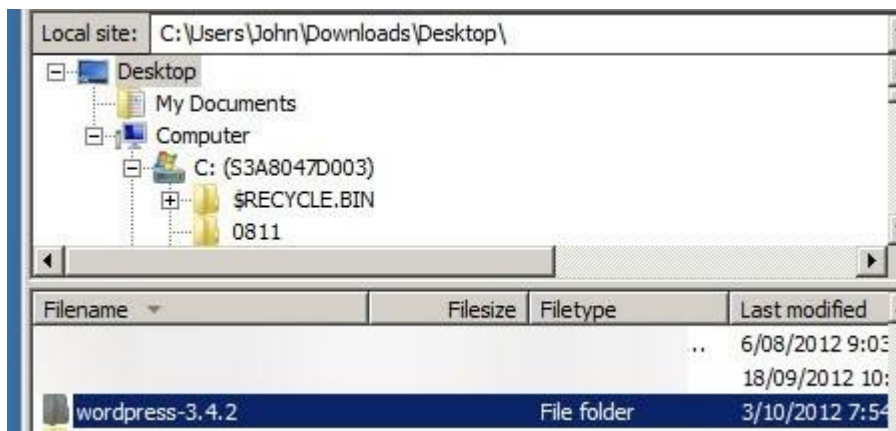 Local site: C:\Users\John\Downloads\Desktop\
Desktop
My Documents
Computer
C: (S3A8047D003)
$RECYCLE.BIN
0811
Filename Filesize Filetype Last modified
.. 6/08/2012 9:03
18/09/2012 10:
wordpress-3.4.2 File folder 3/10/2012 7:54